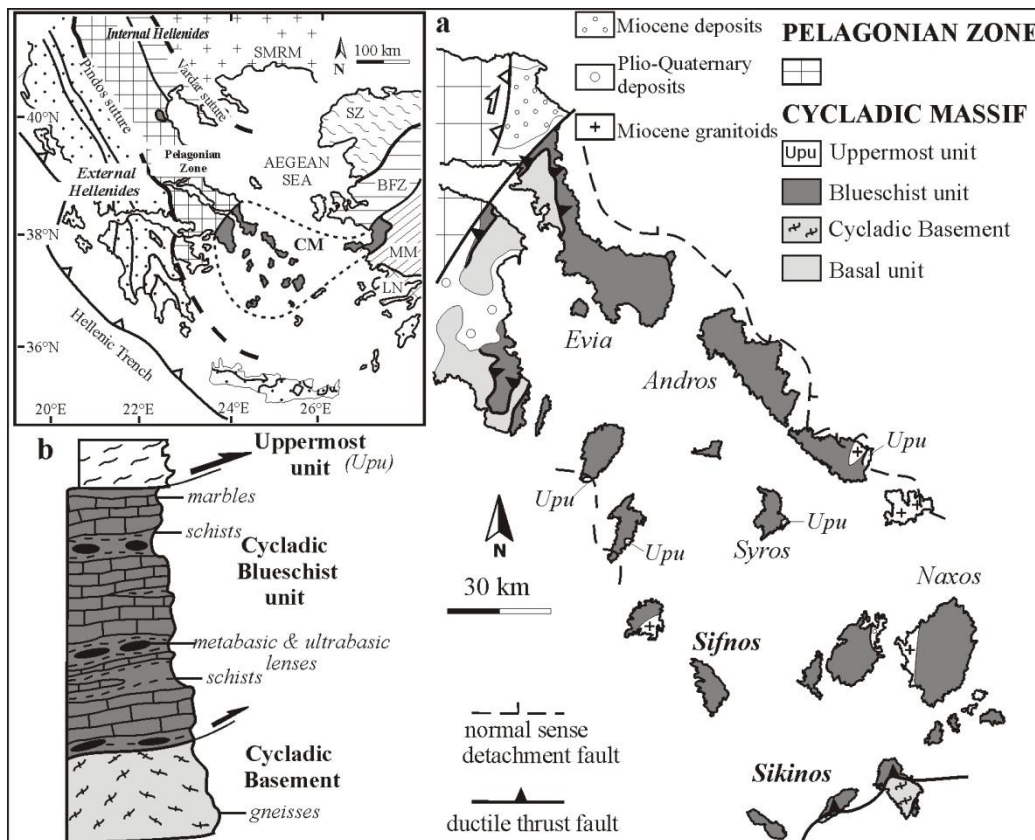 Internal Hellenides
SMRM
100 km
N
Pindos suture
Vardar suture
40°N
SZ
Pelagonian
Zone
AEGEAN
SEA
BFZ
External
Hellenides
38°N
CM
MM
LN
Hellenic Trench
36°N
20°E
22°E
24°E
26°E
a
Miocene deposits
Plio-Quaternary
deposits
Miocene granitoids
PELAGONIAN ZONE
CYCLADIC MASSIF
Upu
Uppermost unit
Blueschist unit
Cycladic Basement
Basal unit
Evia
Andros
Upu
Upu
Upu
Syros
Upu
N
30 km
Naxos
Sifnos
normal sense
detachment fault
Sikinos
ductile thrust fault
b
Uppermost
unit (Upu)
marbles
schists
Cycladic
Blueschist
unit
metabasic & ultrabasic
lenses
schists
Cycladic
Basement
gneisses